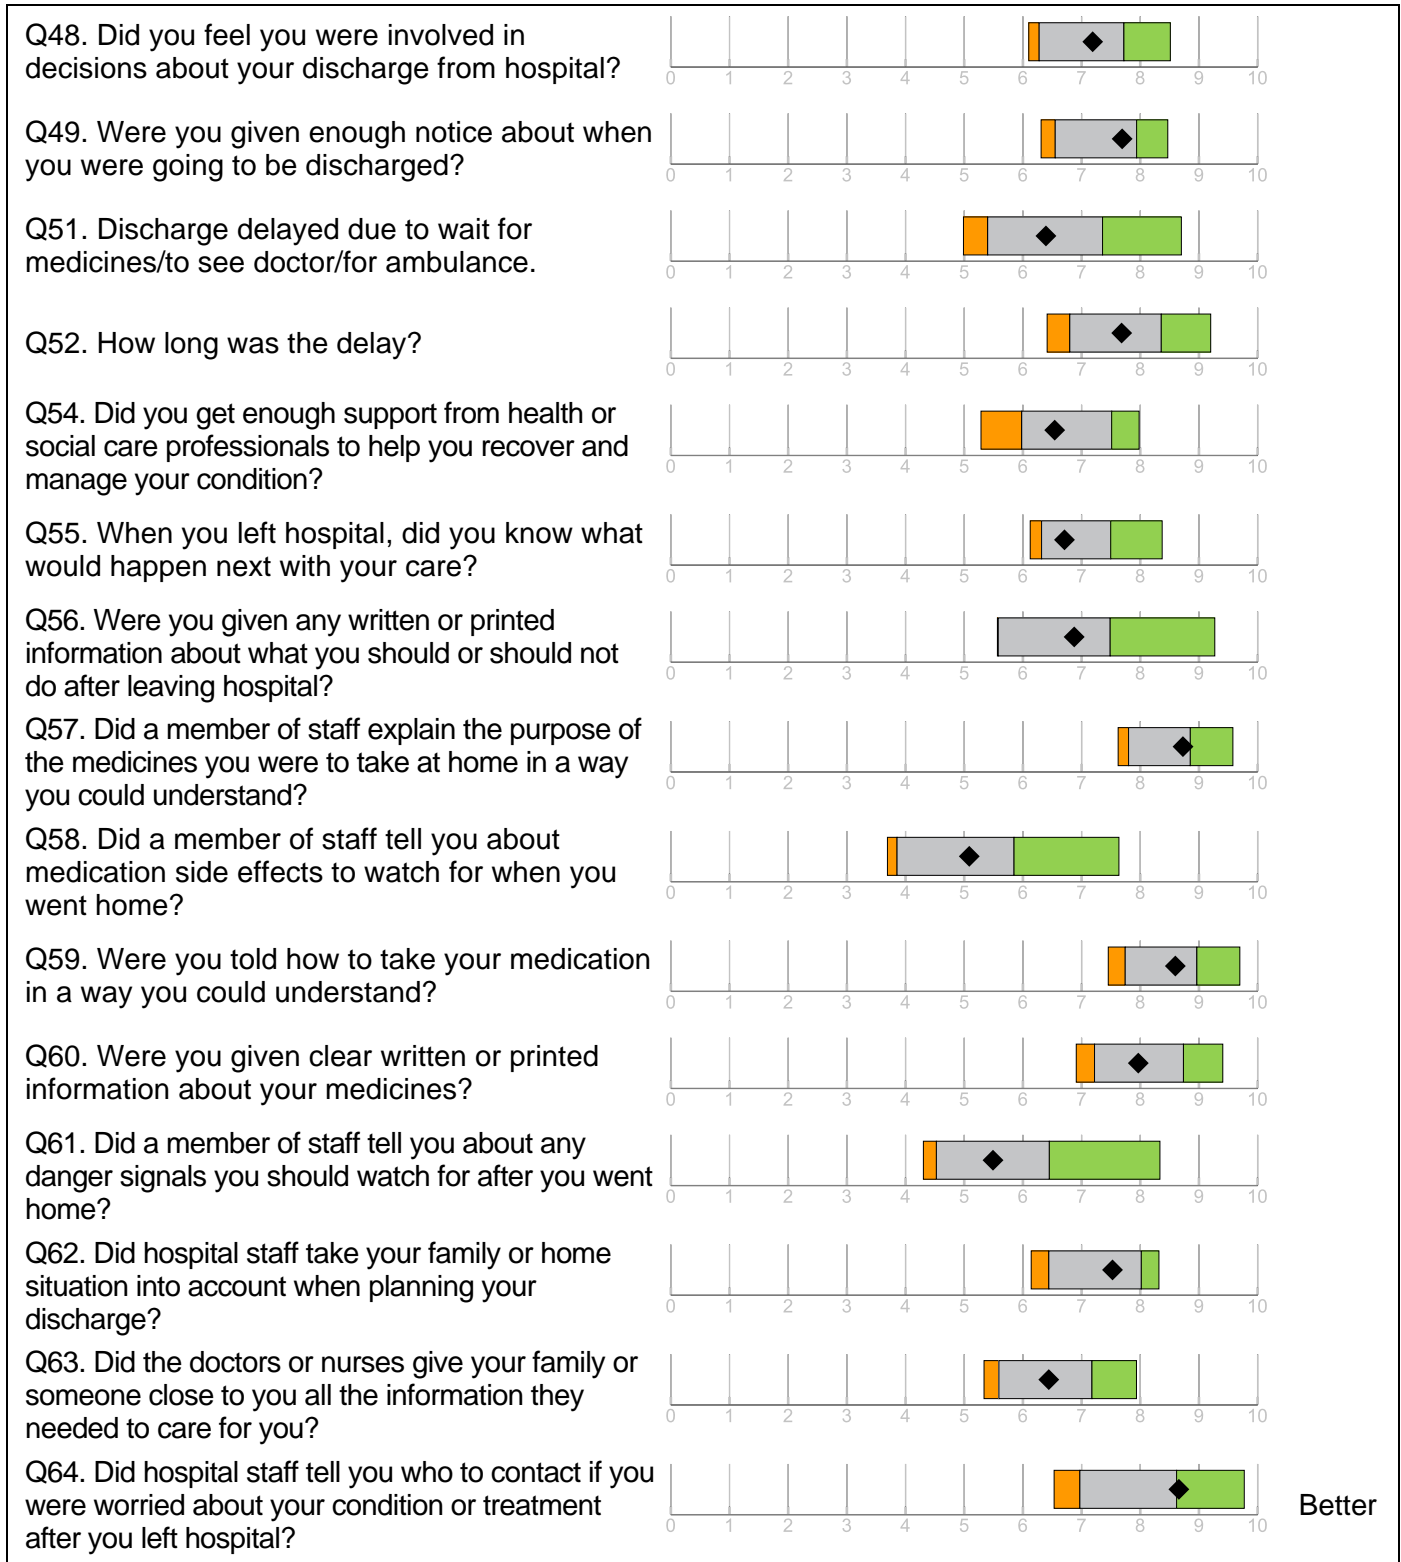 Q48. Did you feel you were involved in
decisions about your discharge from hospital?
0 1 2 3 4 5 6 7 8 9 10
Q49. Were you given enough notice about when
you were going to be discharged?
0 1 2 3 4 5 6 7 8 9 10
Q51. Discharge delayed due to wait for
medicines/to see doctor/for ambulance.
0 1 2 3 4 5 6 7 8 9 10
Q52. How long was the delay?
0 1 2 3 4 5 6 7 8 9 10
Q54. Did you get enough support from health or
social care professionals to help you recover and
manage your condition?
0 1 2 3 4 5 6 7 8 9 10
Q55. When you left hospital, did you know what
would happen next with your care?
0 1 2 3 4 5 6 7 8 9 10
Q56. Were you given any written or printed
information about what you should or should not
do after leaving hospital?
0 1 2 3 4 5 6 7 8 9 10
Q57. Did a member of staff explain the purpose of
the medicines you were to take at home in a way
you could understand?
0 1 2 3 4 5 6 7 8 9 10
Q58. Did a member of staff tell you about
medication side effects to watch for when you
went home?
0 1 2 3 4 5 6 7 8 9 10
Q59. Were you told how to take your medication
in a way you could understand?
0 1 2 3 4 5 6 7 8 9 10
Q60. Were you given clear written or printed
information about your medicines?
0 1 2 3 4 5 6 7 8 9 10
Q61. Did a member of staff tell you about any
danger signals you should watch for after you went
home?
0 1 2 3 4 5 6 7 8 9 10
Q62. Did hospital staff take your family or home
situation into account when planning your
discharge?
0 1 2 3 4 5 6 7 8 9 10
Q63. Did the doctors or nurses give your family or
someone close to you all the information they
needed to care for you?
0 1 2 3 4 5 6 7 8 9 10
Q64. Did hospital staff tell you who to contact if you
were worried about your condition or treatment
after you left hospital?
0 1 2 3 4 5 6 7 8 9 10
Better